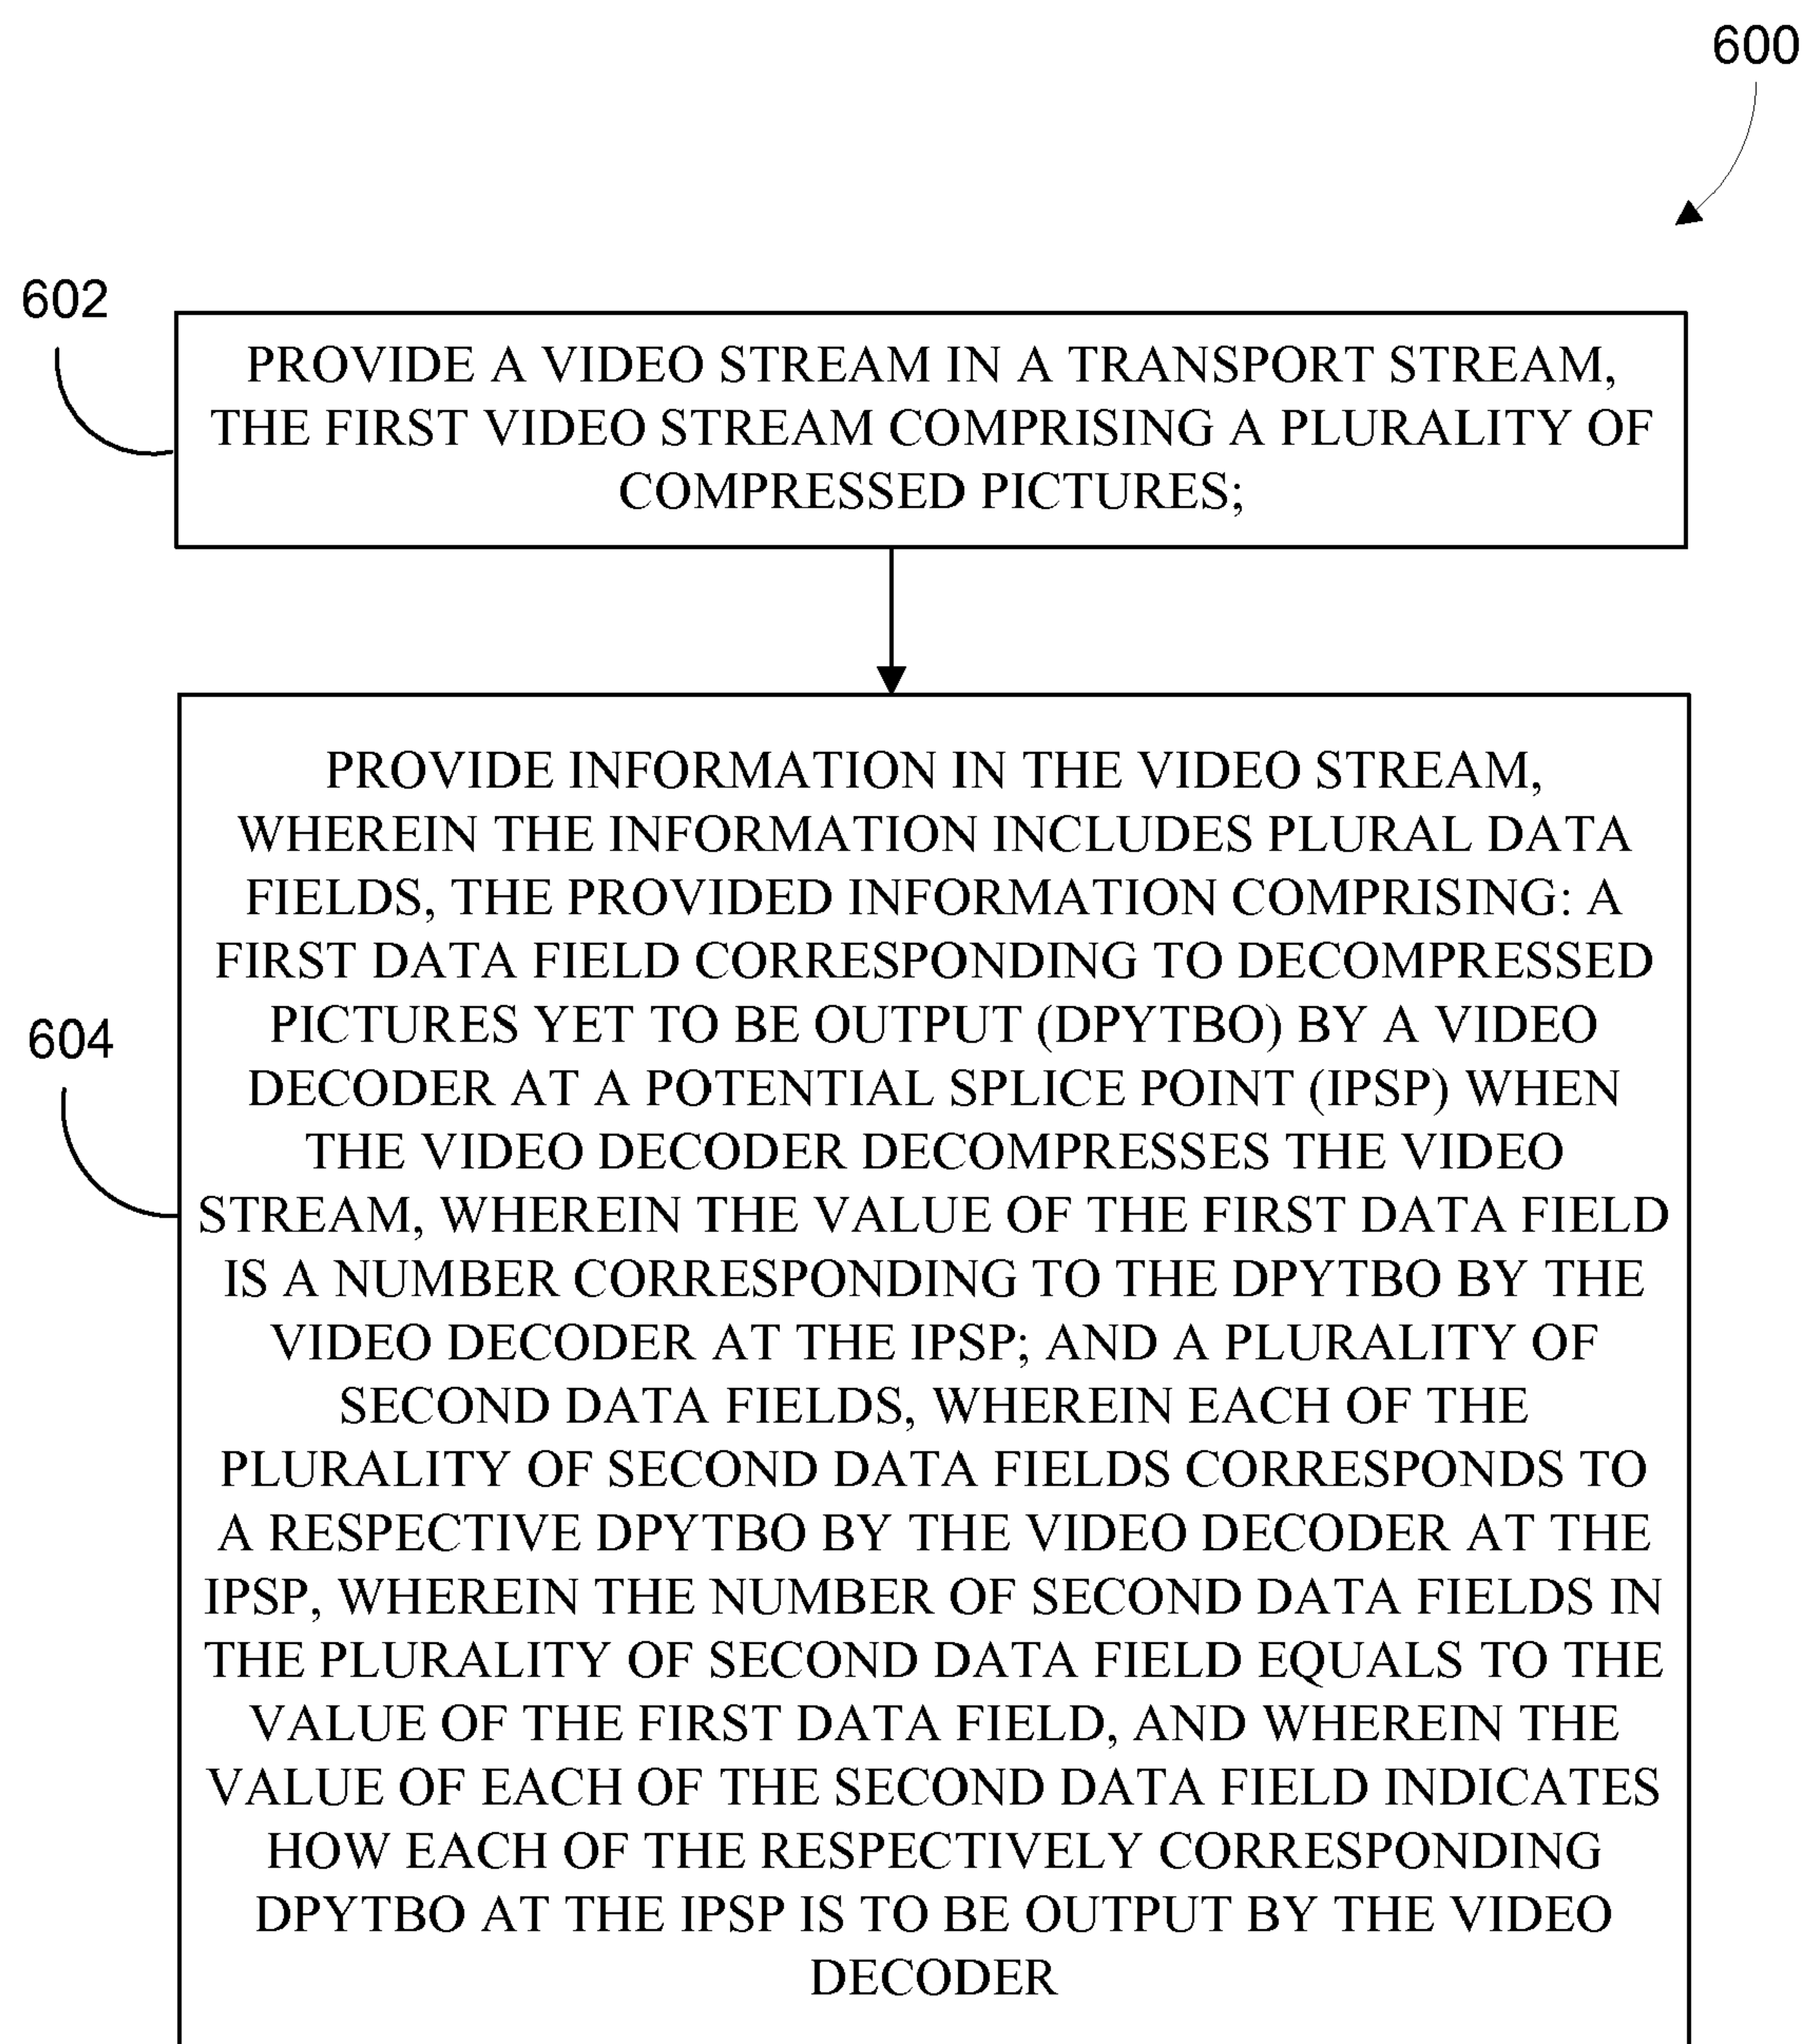 600
602
PROVIDE A VIDEO STREAM IN A TRANSPORT STREAM,
THE FIRST VIDEO STREAM COMPRISING A PLURALITY OF
COMPRESSED PICTURES;
604
PROVIDE INFORMATION IN THE VIDEO STREAM,
WHEREIN THE INFORMATION INCLUDES PLURAL DATA
FIELDS, THE PROVIDED INFORMATION COMPRISING: A
FIRST DATA FIELD CORRESPONDING TO DECOMPRESSED
PICTURES YET TO BE OUTPUT (DPYTBO) BY A VIDEO
DECODER AT A POTENTIAL SPLICE POINT (IPSP) WHEN
THE VIDEO DECODER DECOMPRESSES THE VIDEO
STREAM, WHEREIN THE VALUE OF THE FIRST DATA FIELD
IS A NUMBER CORRESPONDING TO THE DPYTBO BY THE
VIDEO DECODER AT THE IPSP; AND A PLURALITY OF
SECOND DATA FIELDS, WHEREIN EACH OF THE
PLURALITY OF SECOND DATA FIELDS CORRESPONDS TO
A RESPECTIVE DPYTBO BY THE VIDEO DECODER AT THE
IPSP, WHEREIN THE NUMBER OF SECOND DATA FIELDS IN
THE PLURALITY OF SECOND DATA FIELD EQUALS TO THE
VALUE OF THE FIRST DATA FIELD, AND WHEREIN THE
VALUE OF EACH OF THE SECOND DATA FIELD INDICATES
HOW EACH OF THE RESPECTIVELY CORRESPONDING
DPYTBO AT THE IPSP IS TO BE OUTPUT BY THE VIDEO
DECODER